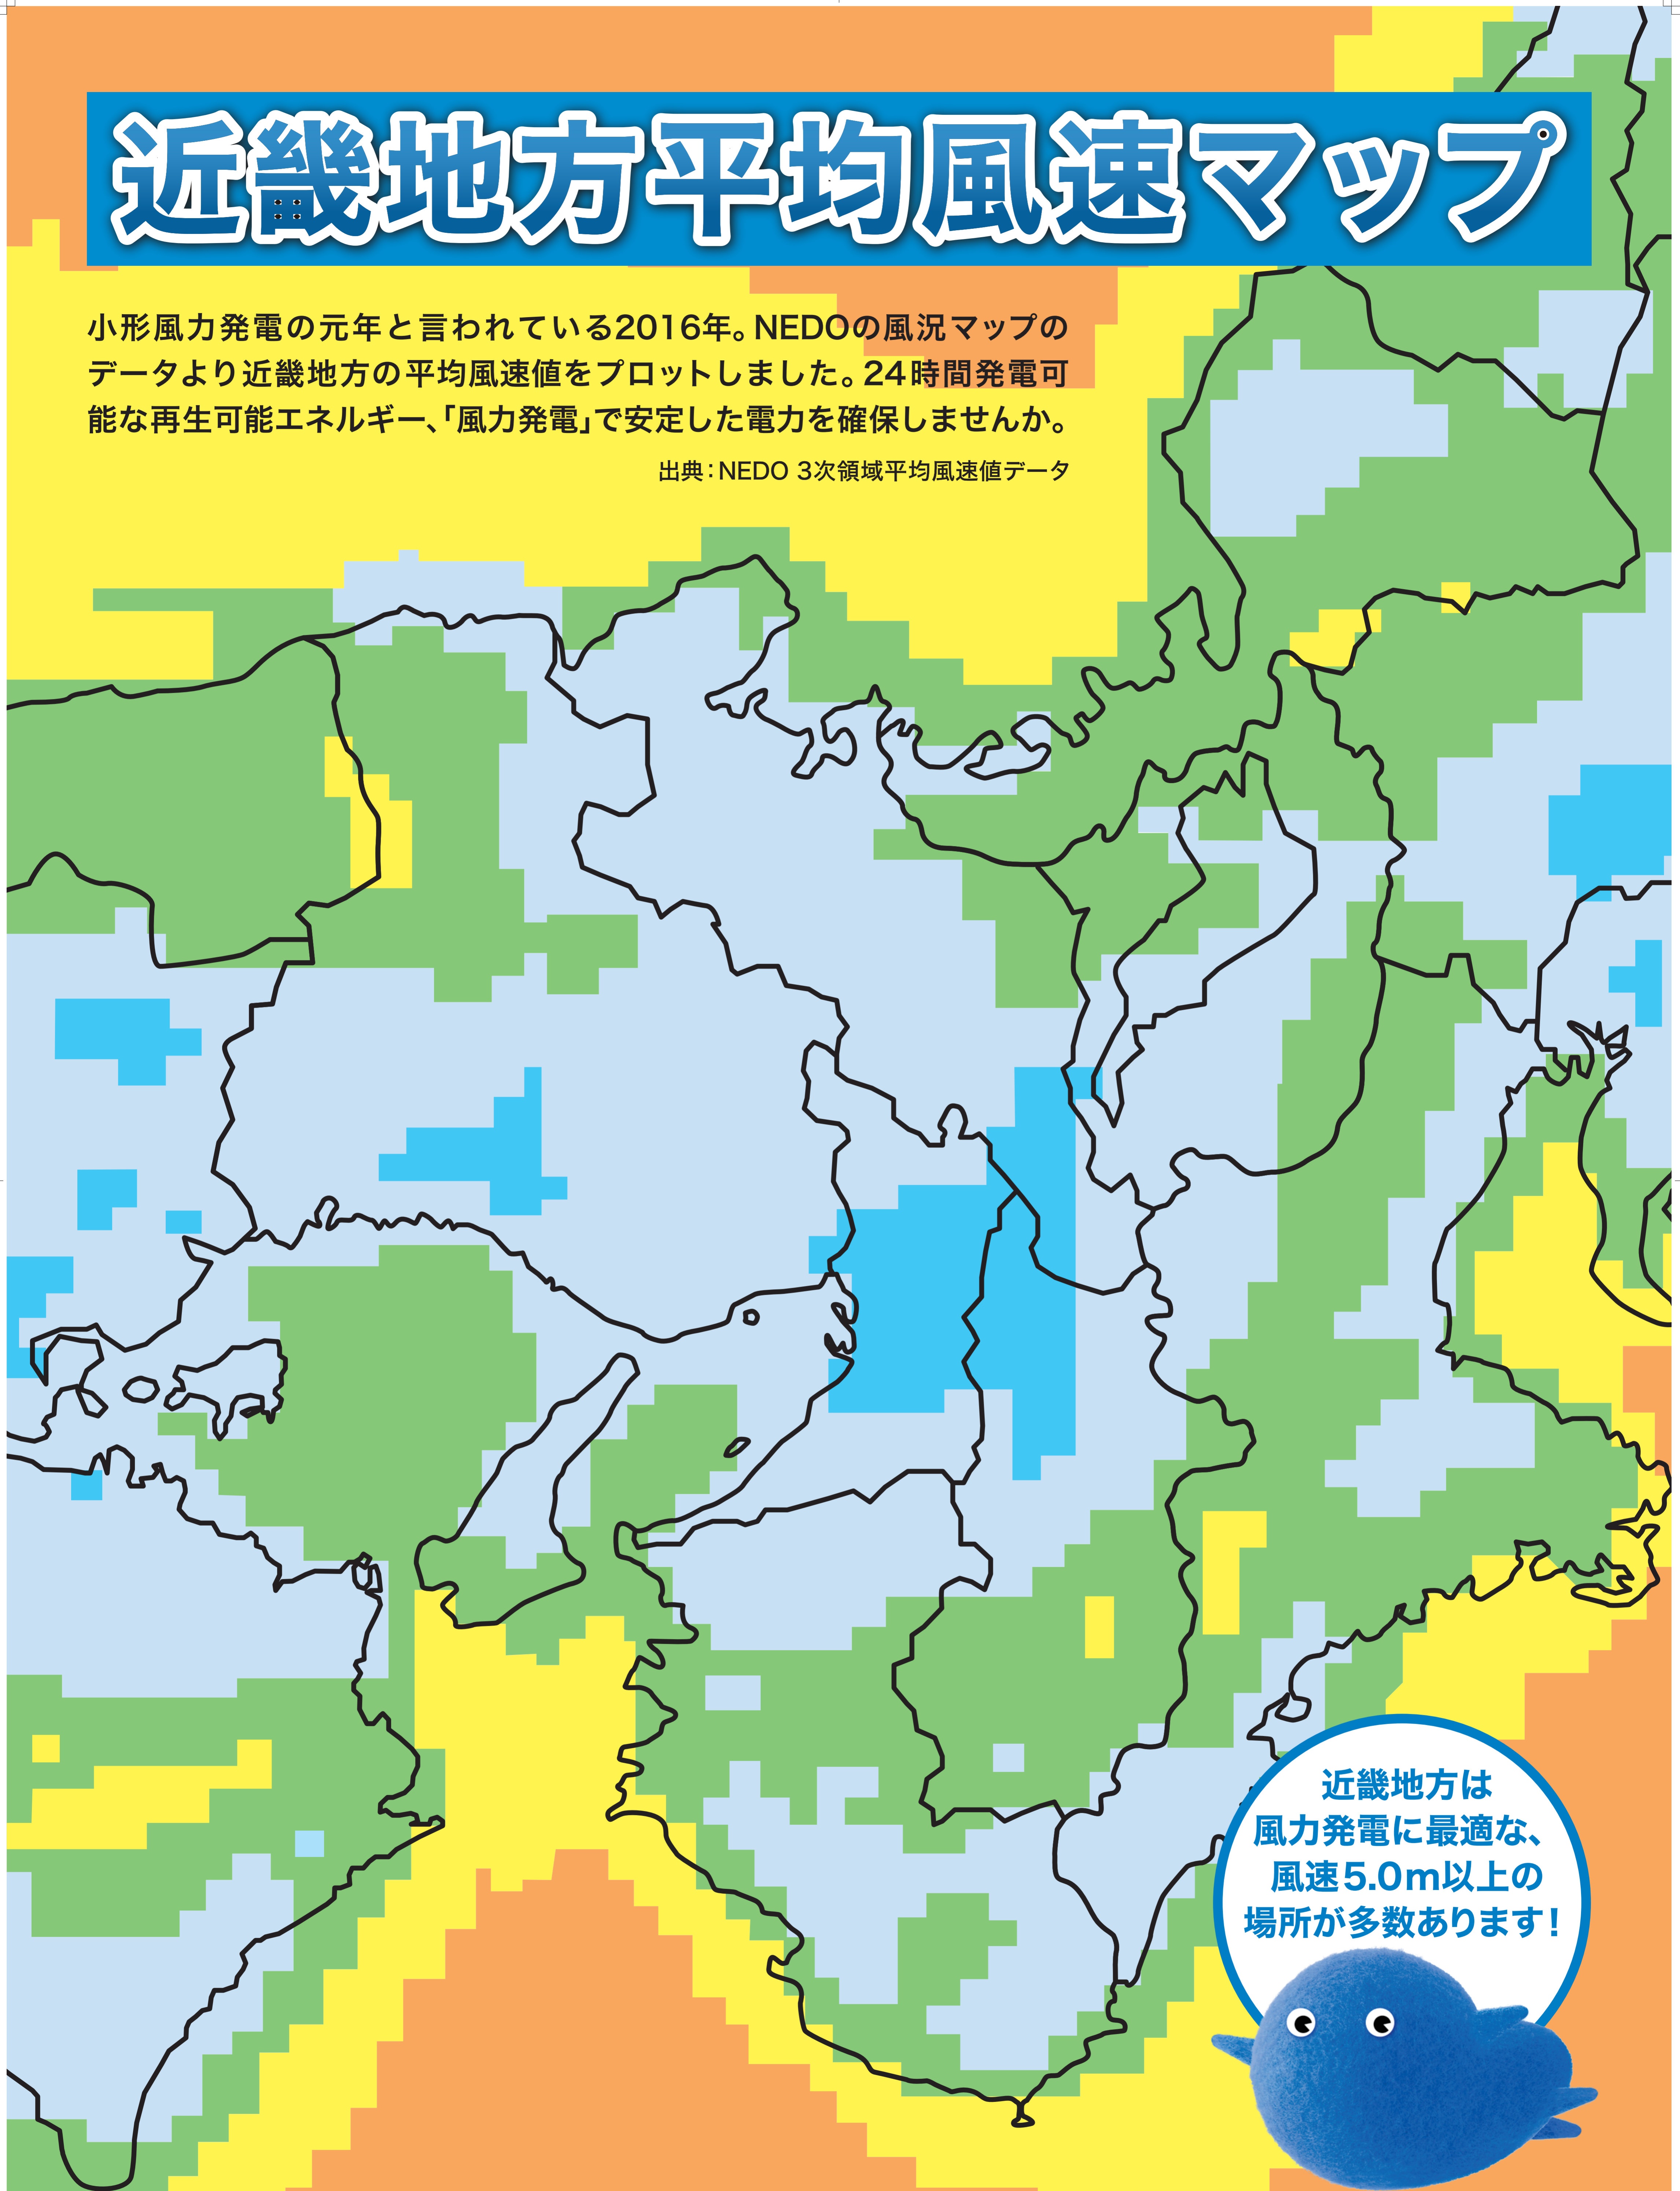 近畿地方平均風速マップ
小形風力発電の元年と言われている2016年。NEDOの風況マップの
データより近畿地方の平均風速値をプロットしました。24時間発電可
能な再生可能エネルギー、「風力発電」で安定した電力を確保しませんか。
出典：NEDO 3次領域平均風速値データ
近畿地方は
風力発電に最適な、
風速5.0m以上の
場所が多数あります！